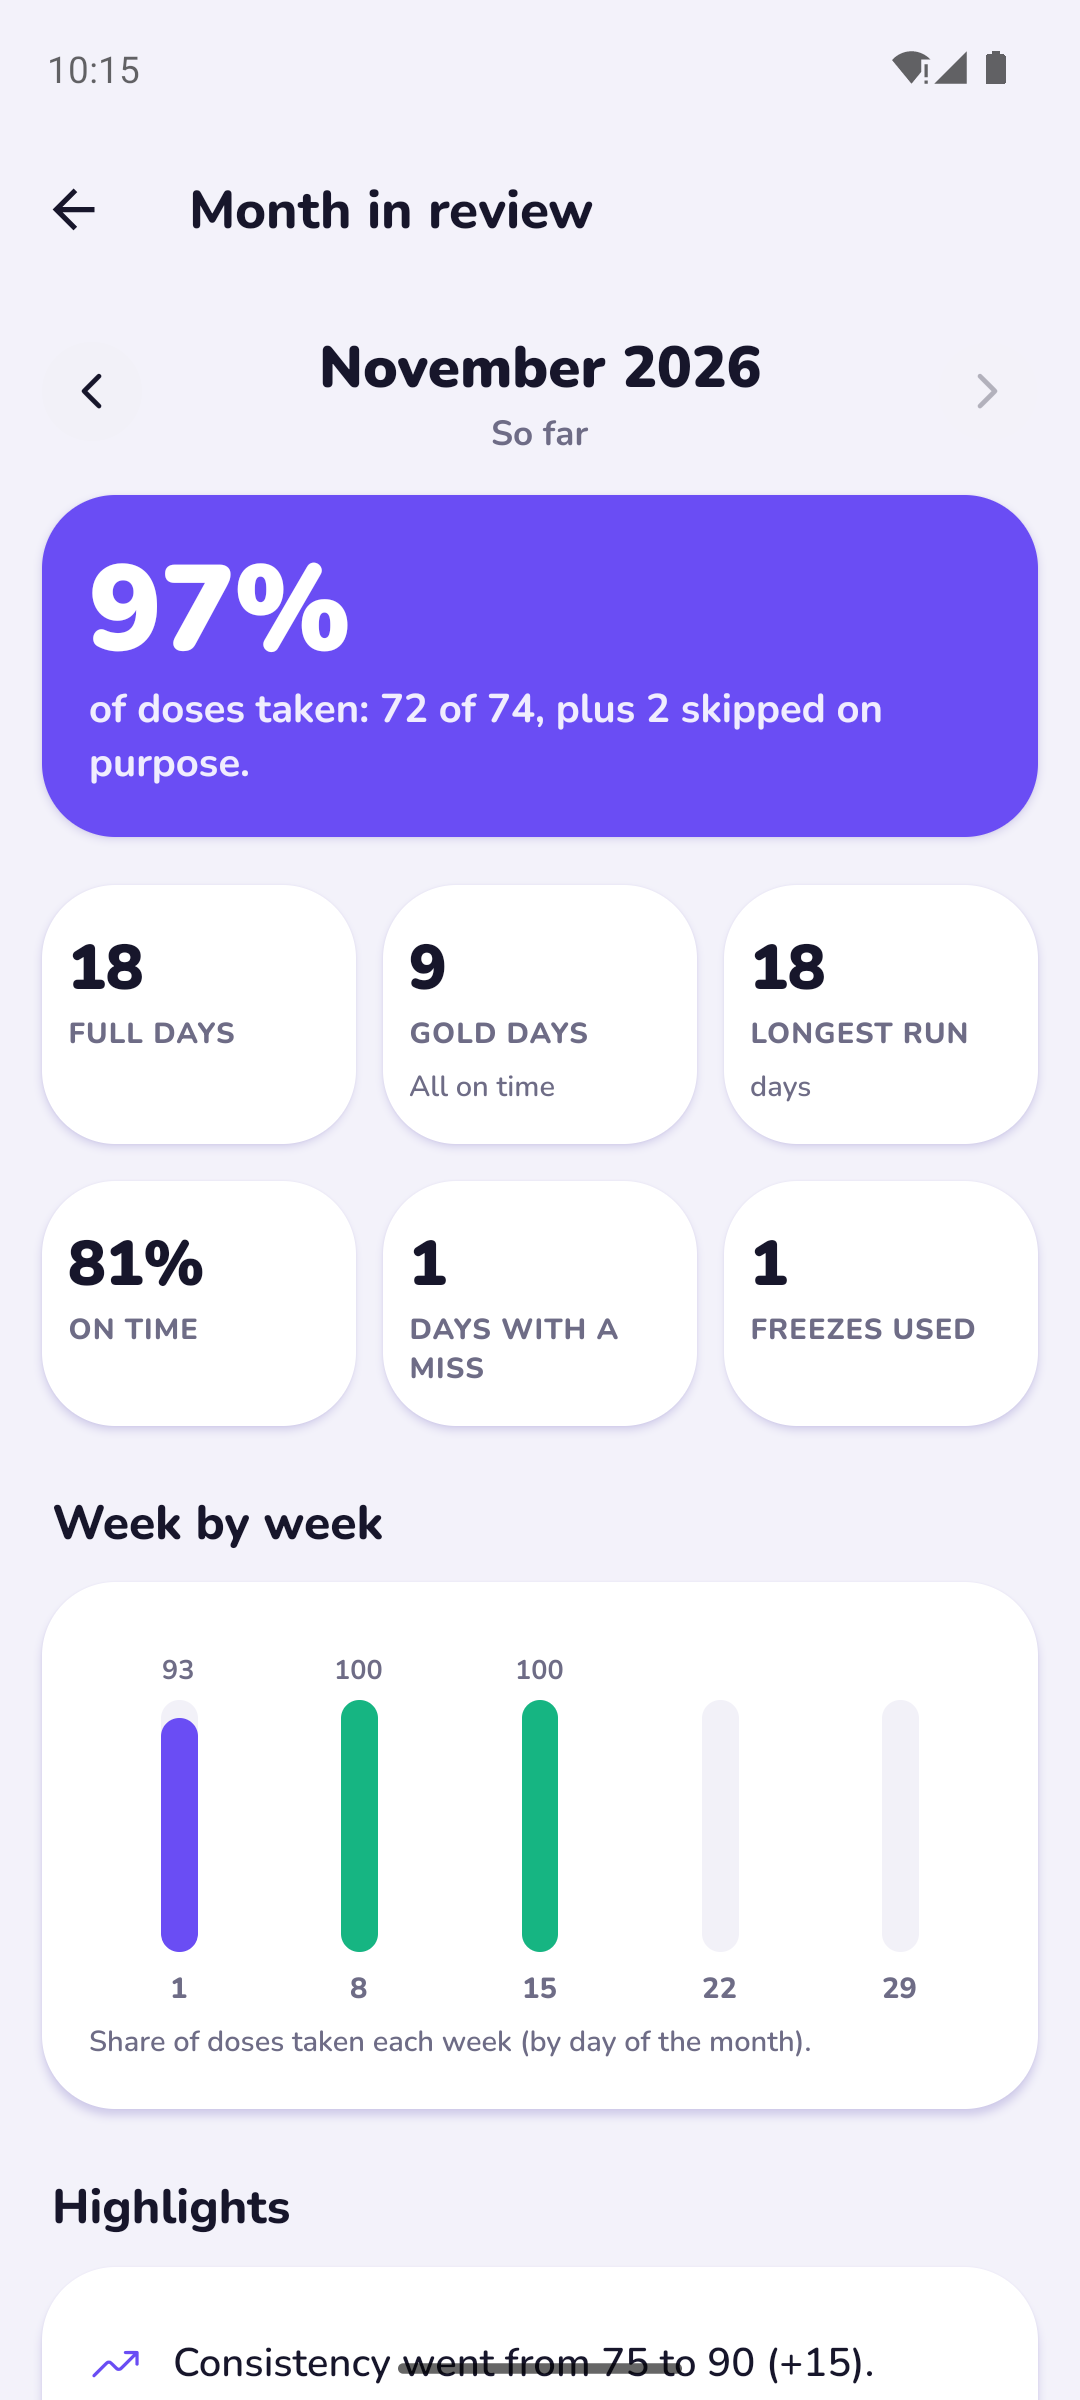 10:15
Month in review
November 2026
So far
97%
of doses taken: 72 of 74, plus 2 skipped on
purpose.
18
FULL DAYS
9
GOLD DAYS
All on time
18
LONGEST RUN
days
81%
ON TIME
1
DAYS WITH A
MISS
1
FREEZES USED
Week by week
93 100 100
1 8 15 22 29
Share of doses taken each week (by day of the month).
Highlights
Consistency went from 75 to 90 (+15).